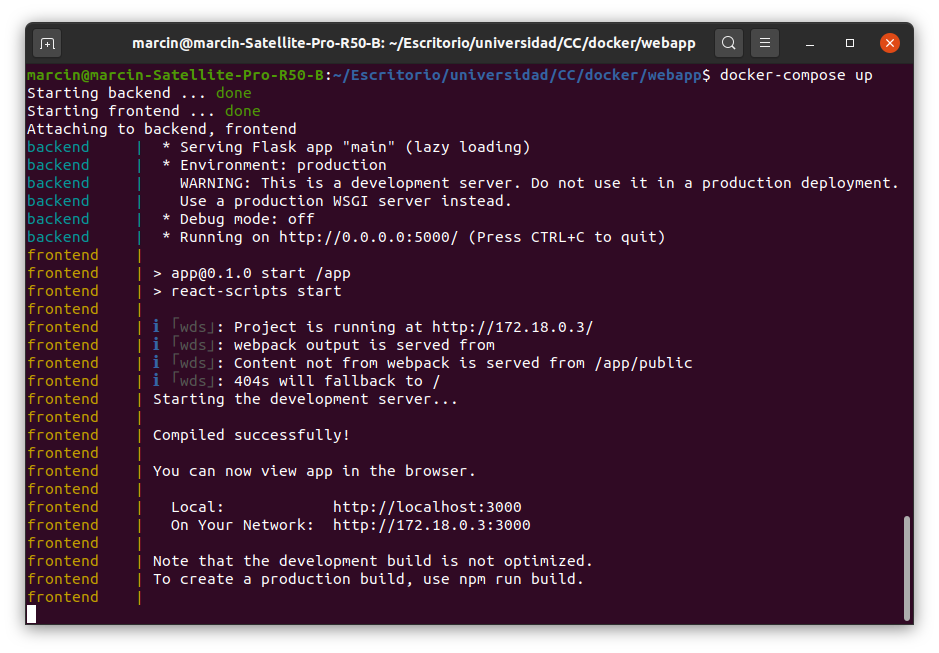 marcin@marcin-Satellite-Pro-R50-B: ~/Escritorio/universidad/CC/docker/webapp
marcin@marcin-Satellite-Pro-R50-B:~/Escritorio/universidad/CC/docker/webapp$ docker-compose up
Starting backend ... done
Starting frontend ... done
Attaching to backend, frontend
backend     |  * Serving Flask app "main" (lazy loading)
backend     |  * Environment: production
backend     |    WARNING: This is a development server. Do not use it in a production deployment.
backend     |    Use a production WSGI server instead.
backend     |  * Debug mode: off
backend     |  * Running on http://0.0.0.0:5000/ (Press CTRL+C to quit)
frontend    |
frontend    | > app@0.1.0 start /app
frontend    | > react-scripts start
frontend    |
frontend    | ℹ 「wds」: Project is running at http://172.18.0.3/
frontend    | ℹ 「wds」: webpack output is served from
frontend    | ℹ 「wds」: Content not from webpack is served from /app/public
frontend    | ℹ 「wds」: 404s will fallback to /
frontend    | Starting the development server...
frontend    |
frontend    | Compiled successfully!
frontend    |
frontend    | You can now view app in the browser.
frontend    |
frontend    |   Local:            http://localhost:3000
frontend    |   On Your Network:  http://172.18.0.3:3000
frontend    |
frontend    | Note that the development build is not optimized.
frontend    | To create a production build, use npm run build.
frontend    |